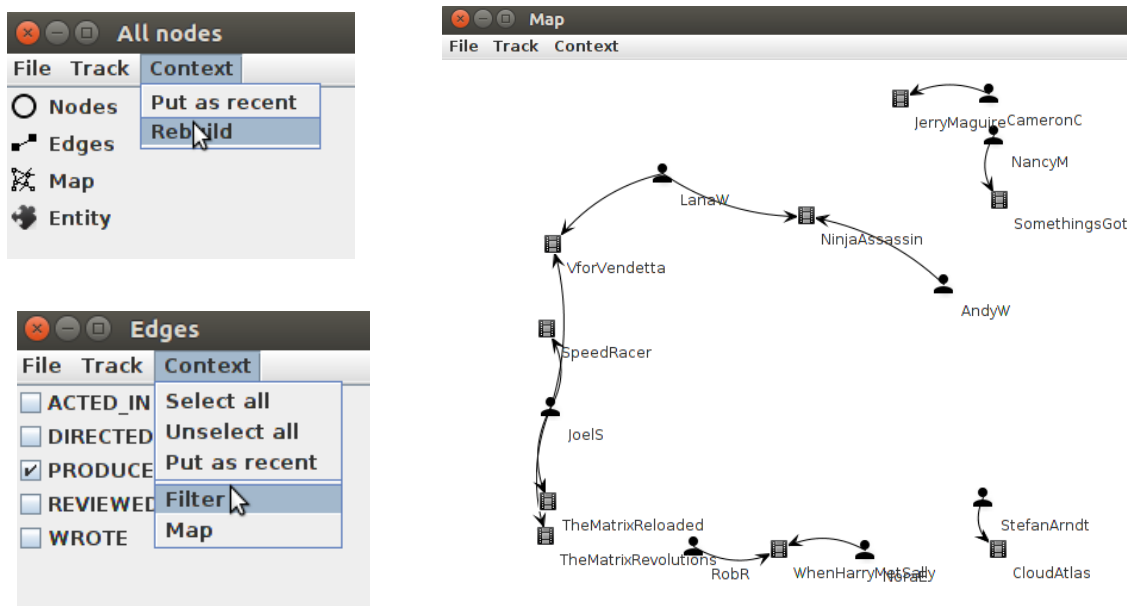 All nodes
File Track Context
Put as recent
Rebuild
Nodes
Edges
Map
Entity
Edges
File Track Context
Select all
Unselect all
Put as recent
Filter
Map
ACTED_IN
DIRECTED
PRODUCE
REVIEWED
WROTE
Map
File Track Context
JerryMaguire
CameronC
NancyM
LanaW
SomethingsGot
NinjaAssassin
VforVendetta
AndyW
SpeedRacer
JoelS
TheMatrixReloaded
StefanArndt
TheMatrixRevolutions
RobR
WhenHarryMetSally
NoraE
CloudAtlas